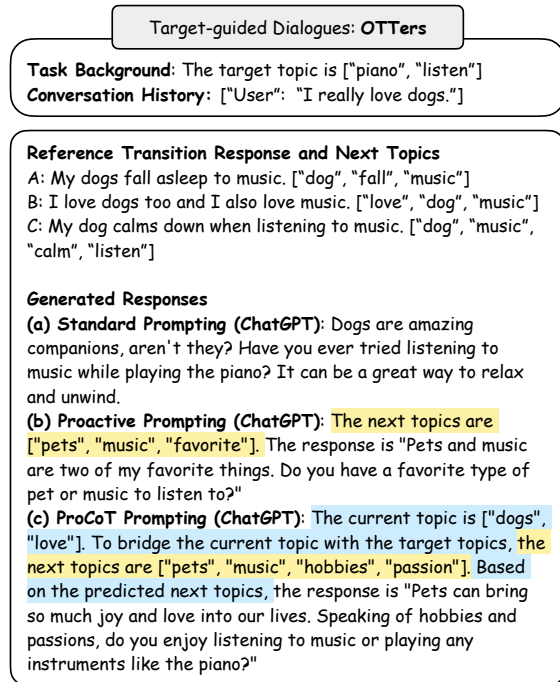 Target-guided Dialogues: OTTers
Task Background: The target topic is [“piano”, “listen”]
Conversation History: [“User”: “I really love dogs.”]
Reference Transition Response and Next Topics
A: My dogs fall asleep to music. [“dog”, “fall”, “music”]
B: I love dogs too and I also love music. [“love”, “dog”, “music”]
C: My dog calms down when listening to music. [“dog”, “music”,
“calm”, “listen”]
Generated Responses
(a) Standard Prompting (ChatGPT): Dogs are amazing
companions, aren't they? Have you ever tried listening to
music while playing the piano? It can be a great way to relax
and unwind.
(b) Proactive Prompting (ChatGPT): The next topics are
["pets", "music", "favorite"]. The response is "Pets and music
are two of my favorite things. Do you have a favorite type of
pet or music to listen to?"
(c) ProCoT Prompting (ChatGPT): The current topic is ["dogs",
"love"]. To bridge the current topic with the target topics, the
next topics are ["pets", "music", "hobbies", "passion"]. Based
on the predicted next topics, the response is "Pets can bring
so much joy and love into our lives. Speaking of hobbies and
passions, do you enjoy listening to music or playing any
instruments like the piano?"